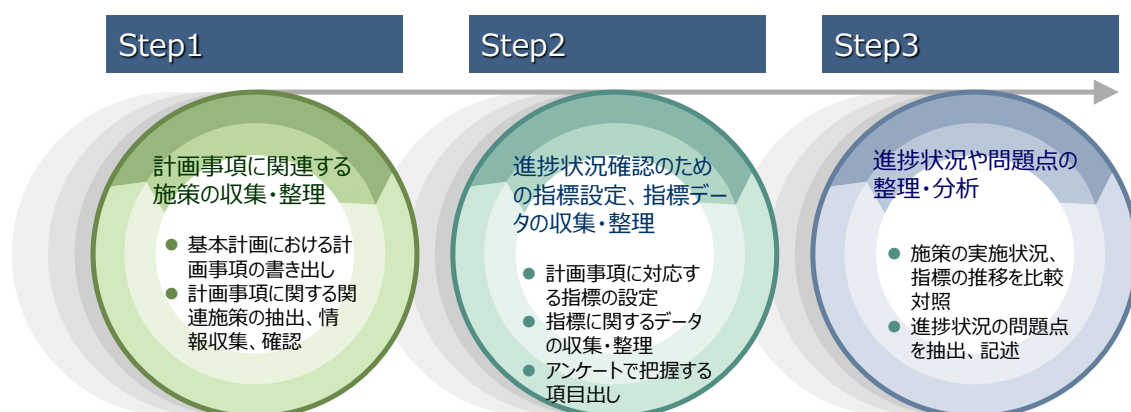 Step1
計画事項に関連する
施策の収集・整理
● 基本計画における計
画事項の書き出し
● 計画事項に関する関
連施策の抽出、情
報収集、確認
Step2
進捗状況確認のため
の指標設定、指標デー
タの収集・整理
● 計画事項に対応す
る指標の設定
● 指標に関するデータ
の収集・整理
● アンケートで把握する
項目出し
Step3
進捗状況や問題点の
整理・分析
● 施策の実施状況、
指標の推移を比較
対照
● 進捗状況の問題点
を抽出、記述